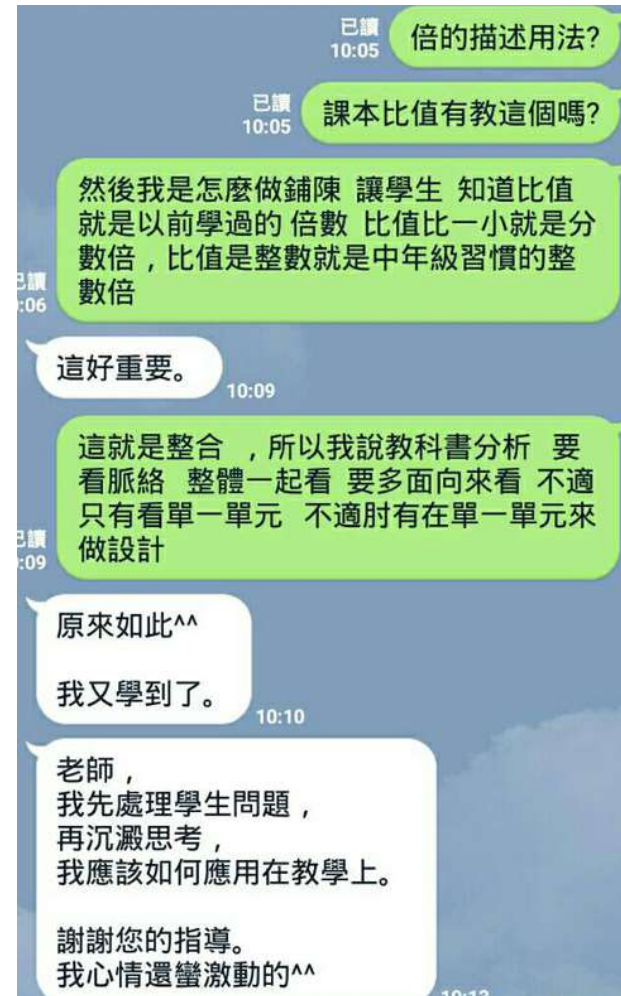 已讀
10:05
倍的描述用法?
已讀
10:05
課本比值有教這個嗎?
然後我是怎麼做鋪陳 讓學生 知道比值
就是以前學過的 倍數 比值比一小就是分
數倍，比值是整數就是中年級習慣的整
數倍
已讀
:06
這好重要。
10:09
這就是整合 ，所以我說教科書分析 要
看脈絡 整體一起看 要多面向來看 不適
只有看單一單元 不適肘有在單一單元來
做設計
已讀
:09
原來如此^^
我又學到了。
10:10
老師，
我先處理學生問題，
再沉澱思考，
我應該如何應用在教學上。
謝謝您的指導。
我心情還蠻激動的^^